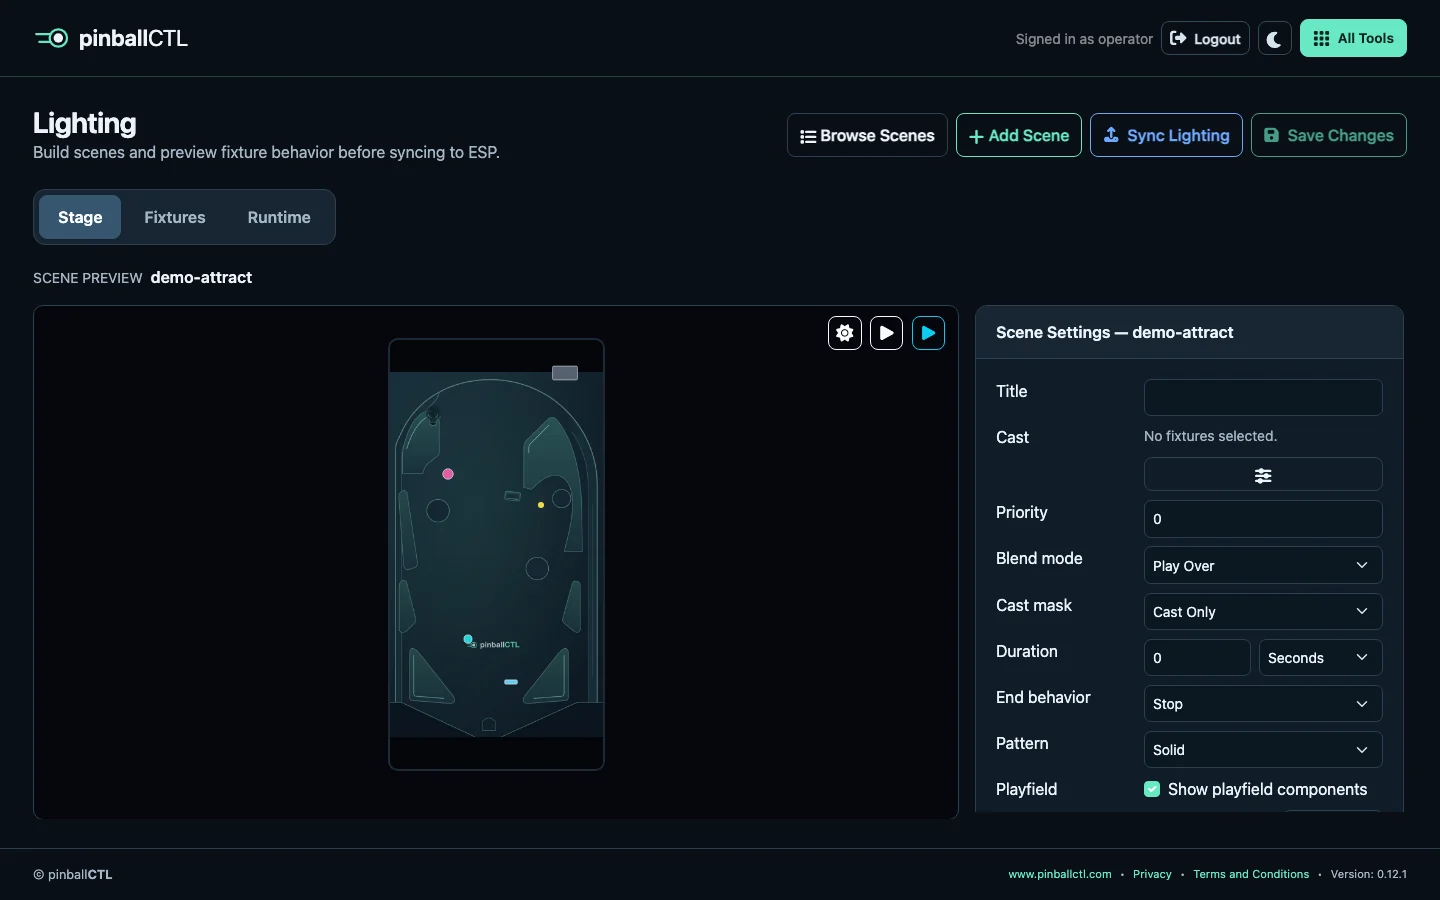 pinballCTL
Signed in as operator
Logout
All Tools
Lighting
Build scenes and preview fixture behavior before syncing to ESP.
Browse Scenes
Add Scene
Sync Lighting
Save Changes
Stage
Fixtures
Runtime
SCENE PREVIEW demo-attract
pinballCTL
Scene Settings — demo-attract
Title
Cast
No fixtures selected.
Priority
0
Blend mode
Play Over
Cast mask
Cast Only
Duration
0
Seconds
End behavior
Stop
Pattern
Solid
Playfield
Show playfield components
© pinballCTL
www.pinballctl.com • Privacy • Terms and Conditions • Version: 0.12.1